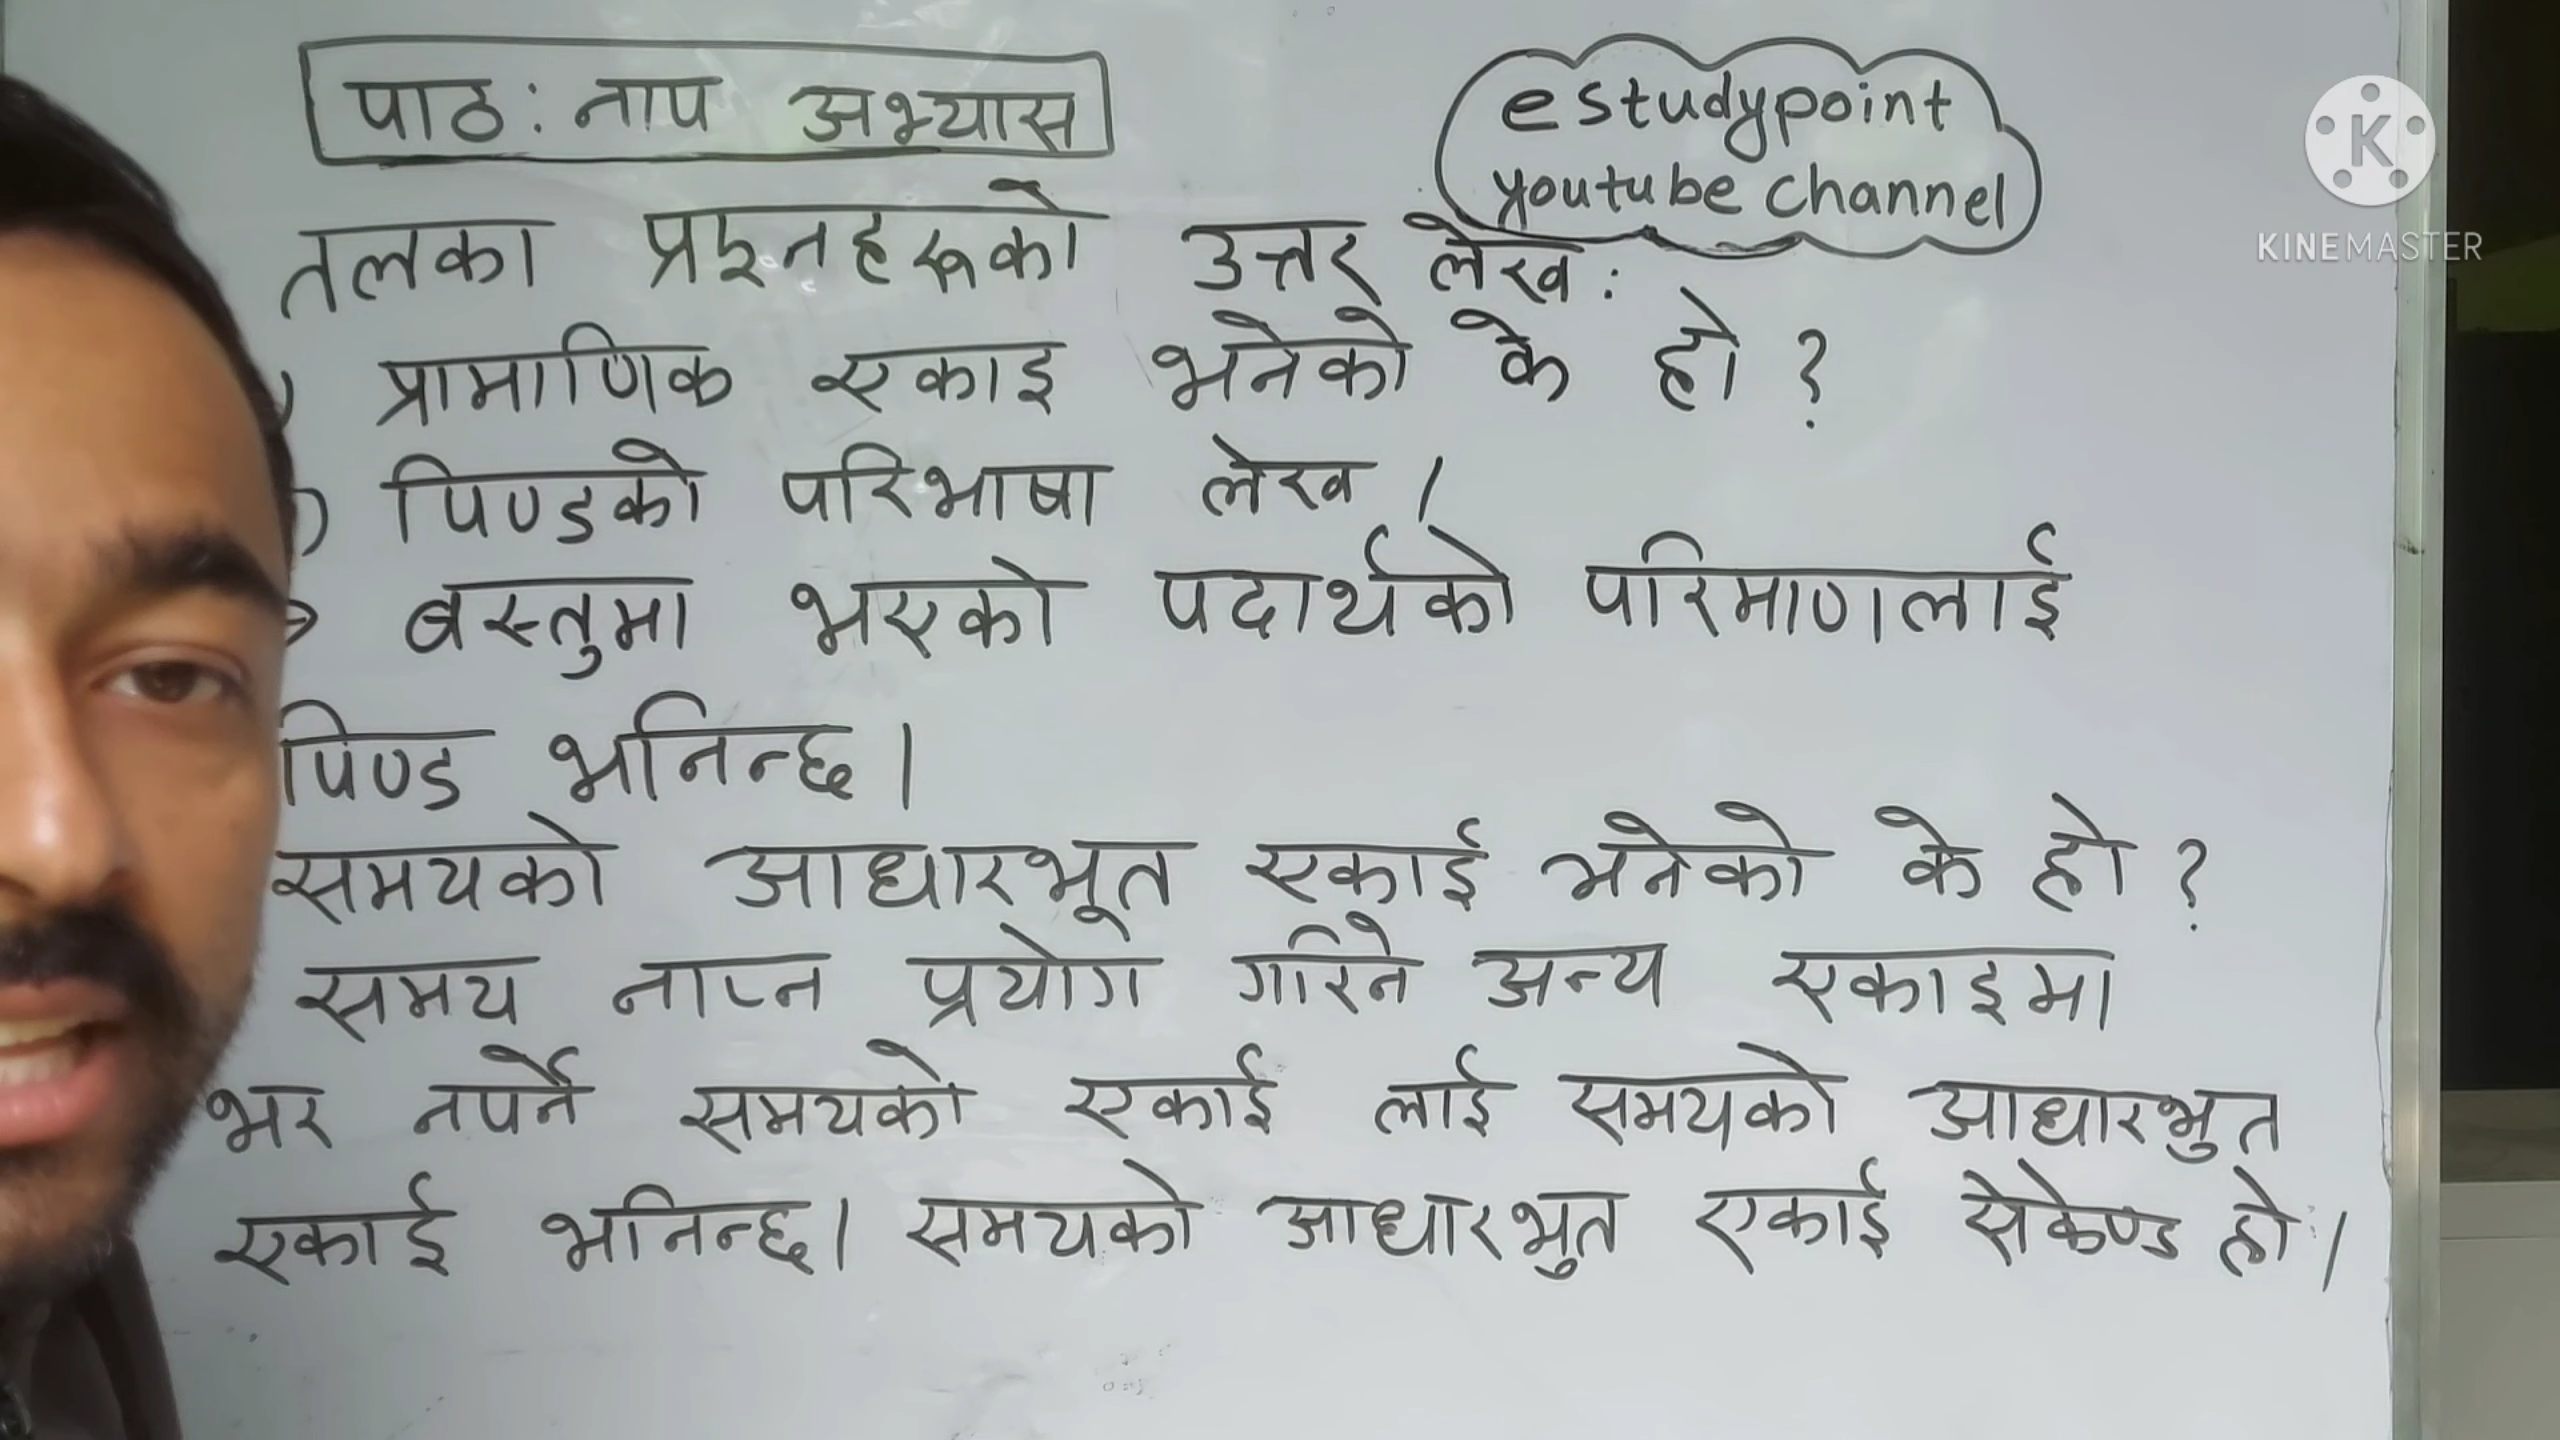 पाठ: नाप अभ्यास
estudypoint
youtube channel
KINEMASTER
तलका प्रश्नहरूको उत्तर लेख:
प्रामाणिक एकाइ भनेको के हो ?
पिण्डको परिभाषा लेख ।
→ बस्तुमा भएको पदार्थको परिमाणलाई
पिण्ड भनिन्छ ।
समयको आधारभूत एकाई भनेको के हो ?
समय नाप्न प्रयोग गरिने अन्य एकाइमा
भर नपर्ने समयको एकाई लाई समयको आधारभुत
एकाई भनिन्छ । समयको आधारभुत एकाई सेकेण्ड हो ।